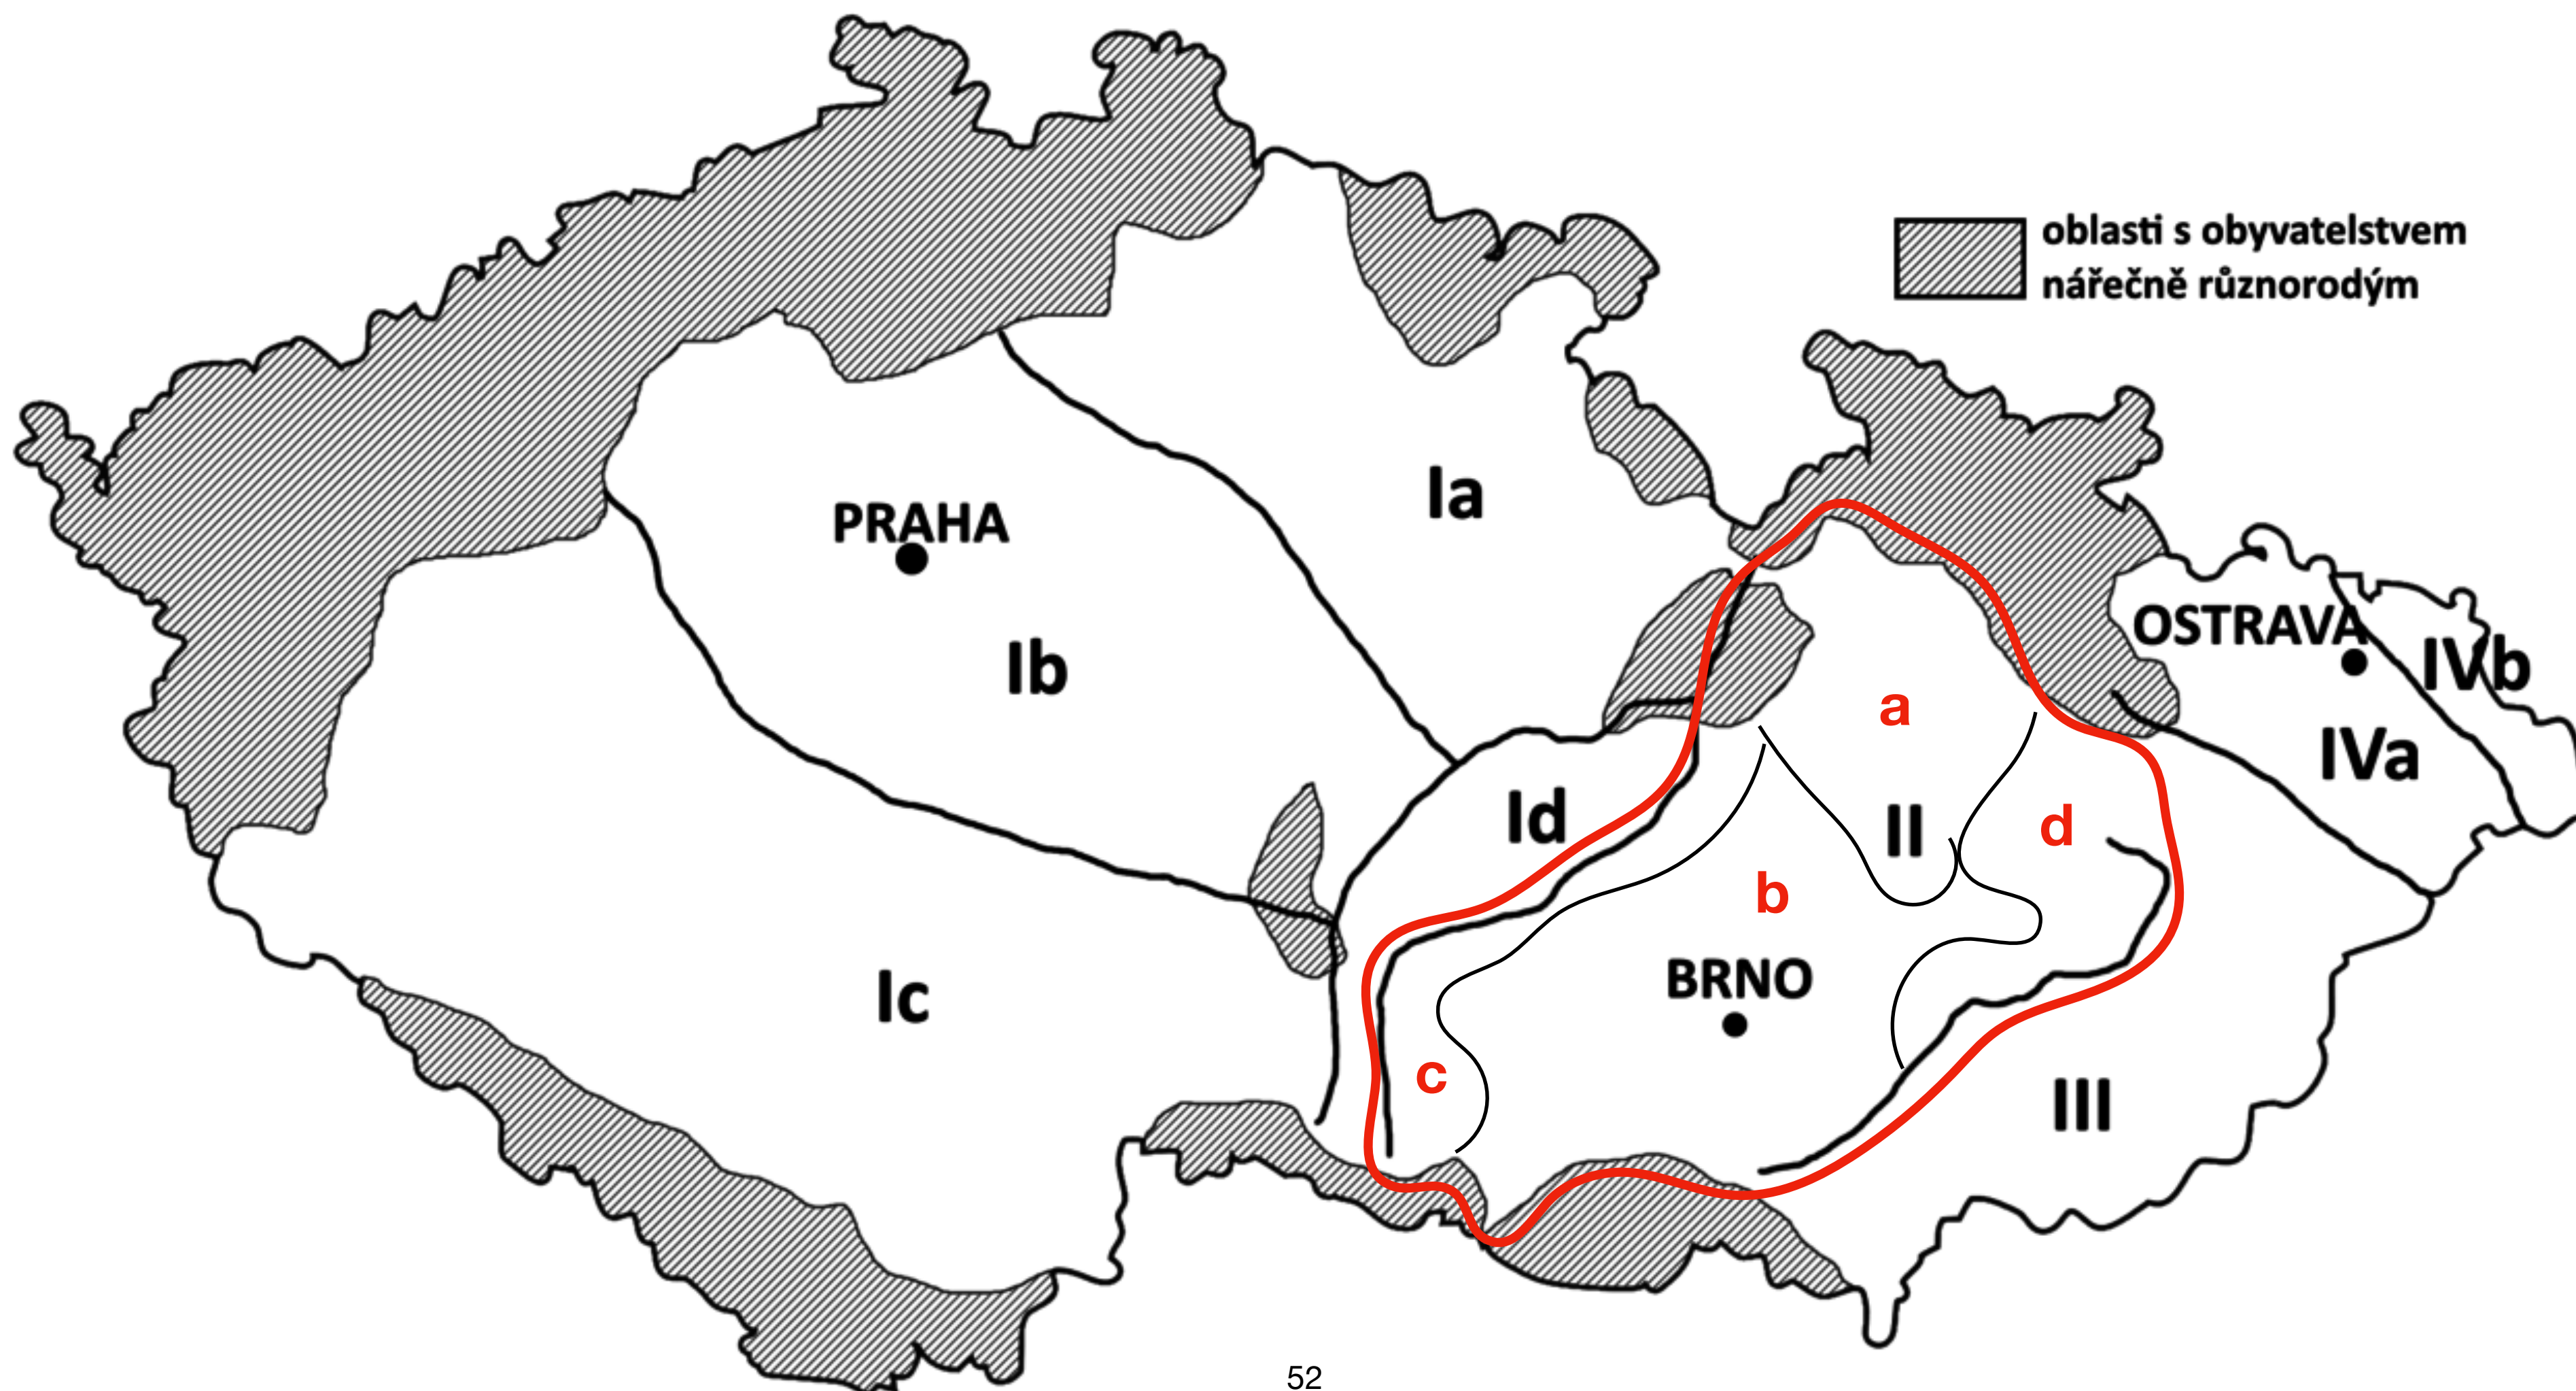 oblasti s obyvatelstvem
nářečně různorodým
Ia
PRAHA
Ib
OSTRAVA
IVb
a
IVa
Id
II
d
b
BRNO
Ic
c
III
52